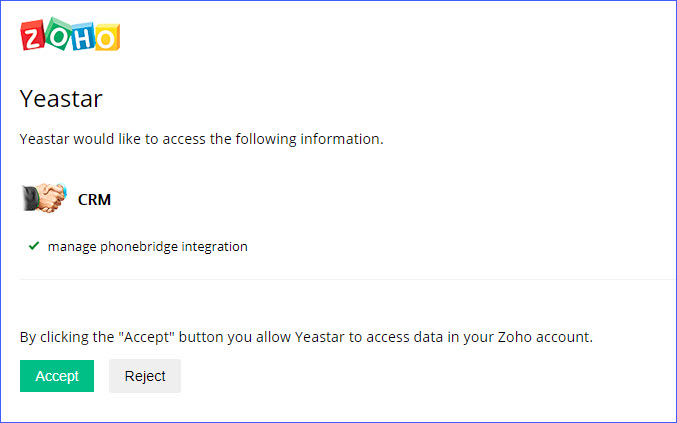 ZOHO
Yeastar
Yeastar would like to access the following information.
CRM
manage phonebridge integration
By clicking the "Accept" button you allow Yeastar to access data in your Zoho account.
Accept Reject